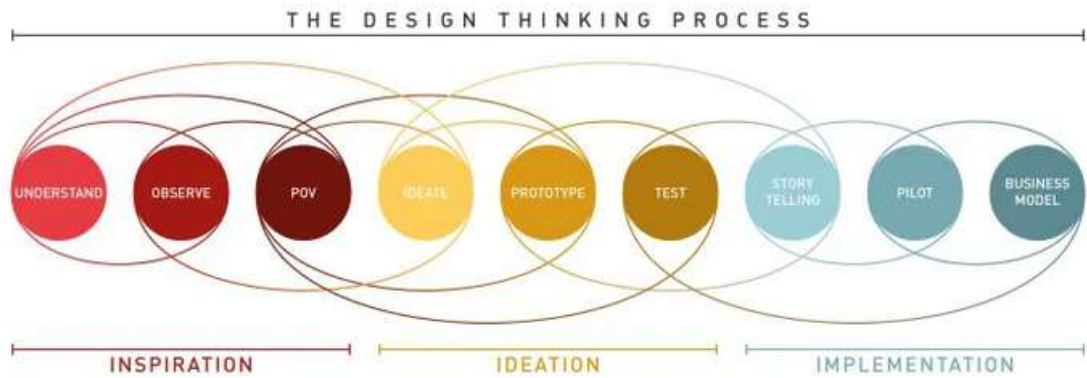 THE DESIGN THINKING PROCESS
UNDERSTAND
OBSERVE
POV
IDEATE
PROTOTYPE
TEST
STORY
TELLING
PILOT
BUSINESS
MODEL
INSPIRATION
IDEATION
IMPLEMENTATION